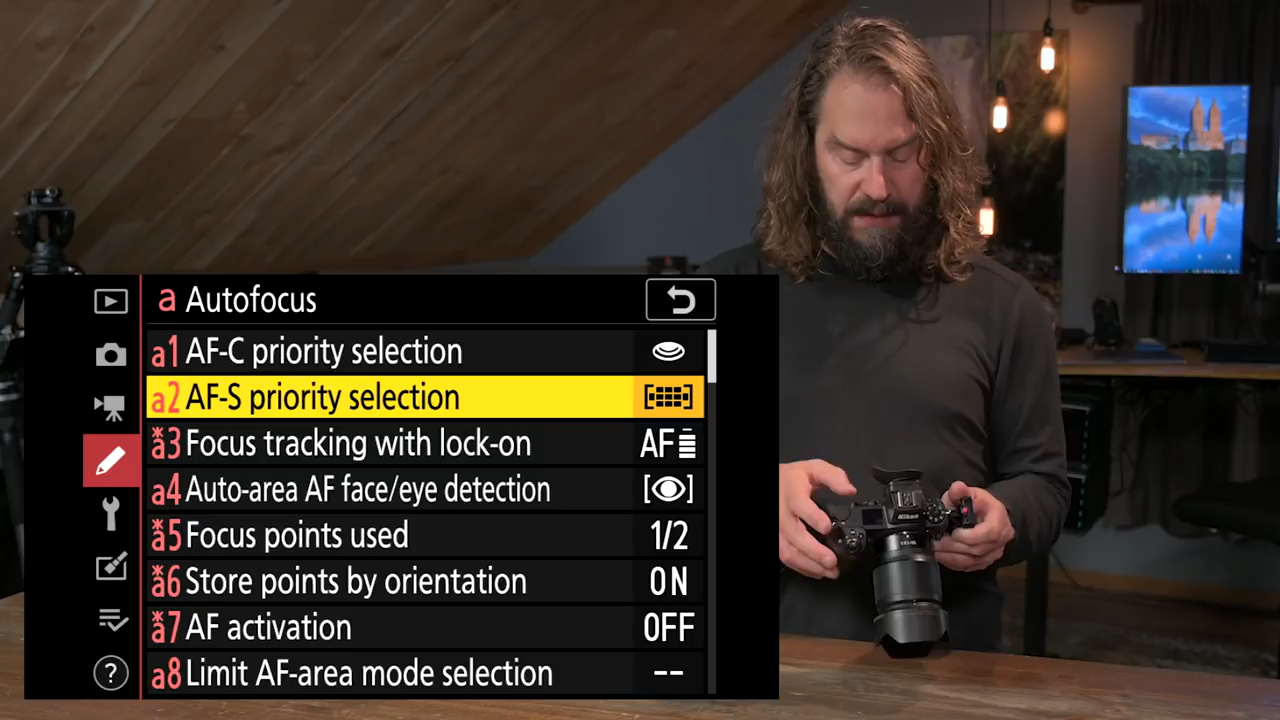 a Autofocus
a1 AF-C priority selection
a2 AF-S priority selection
*a3 Focus tracking with lock-on AF
a4 Auto-area AF face/eye detection
*a5 Focus points used 1/2
*a6 Store points by orientation ON
*a7 AF activation OFF
a8 Limit AF-area mode selection --
?
Nikon